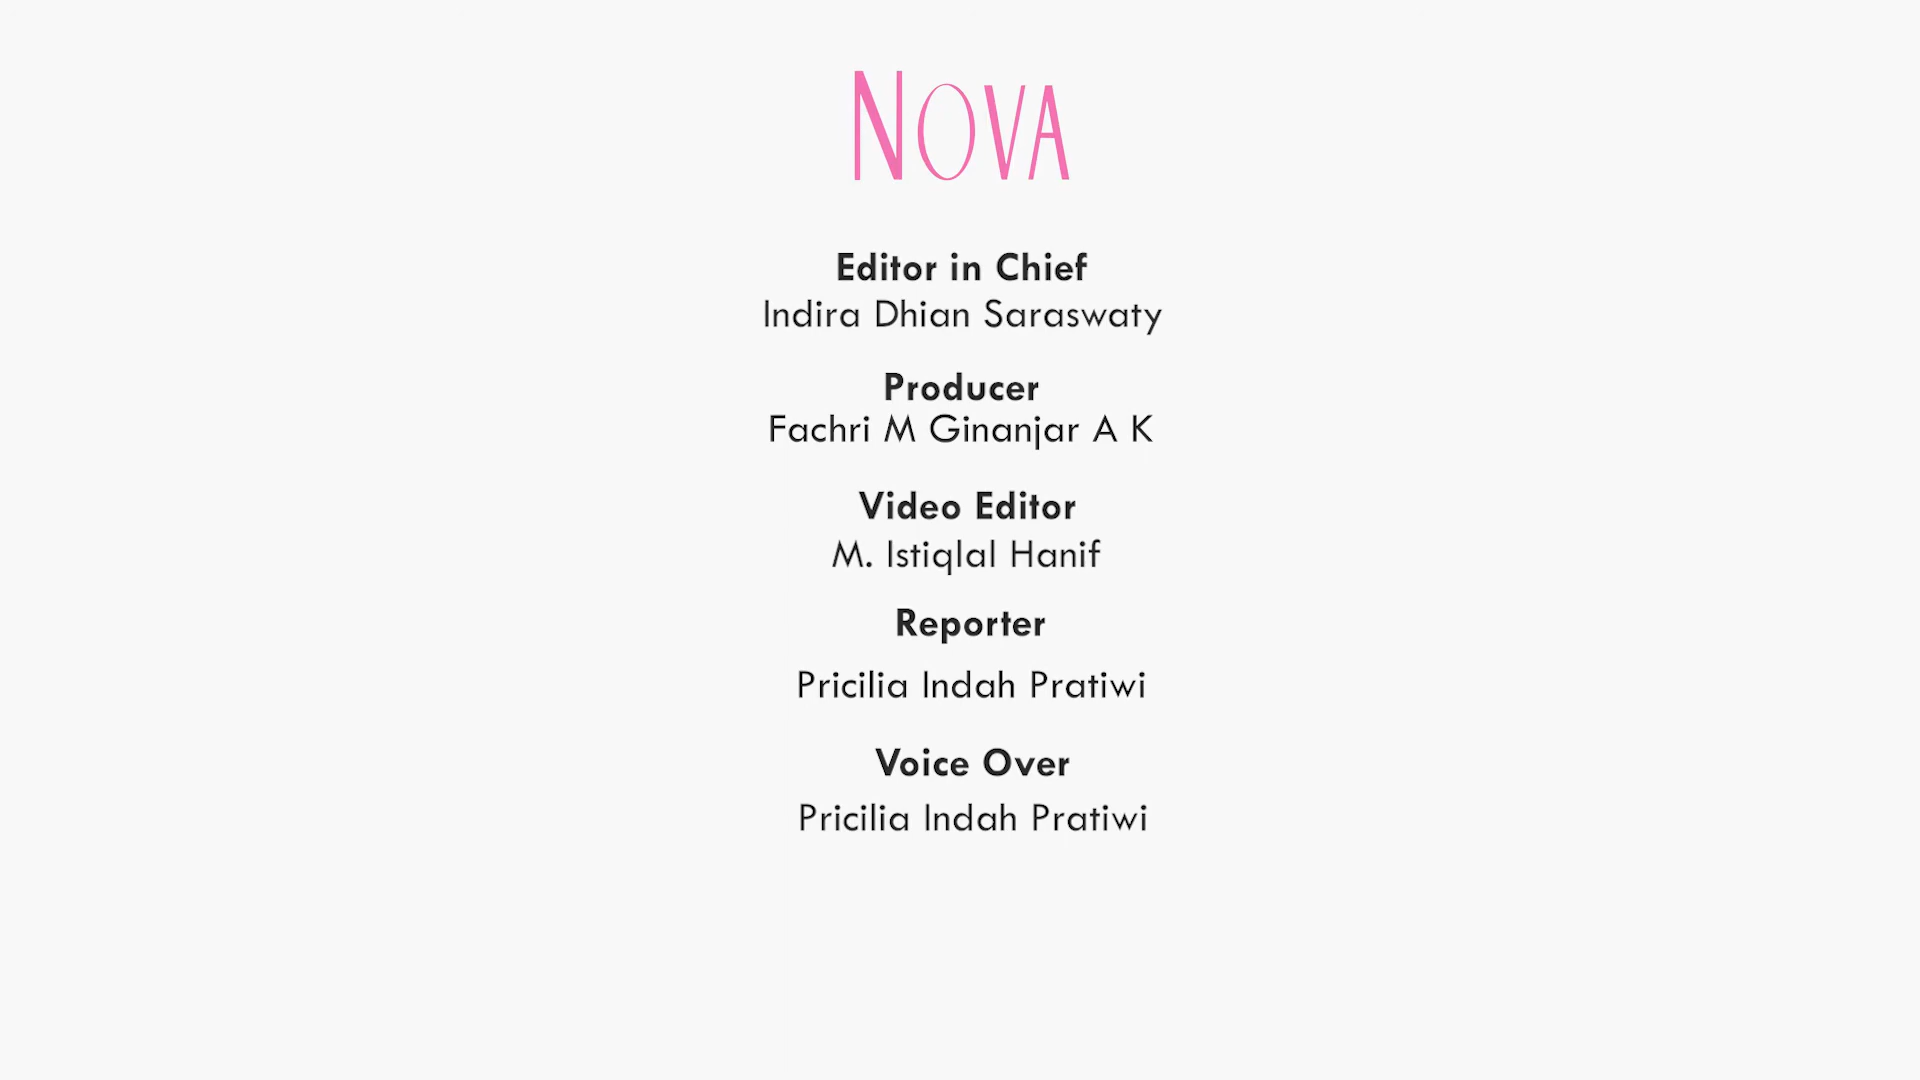 NOVA
Editor in Chief
Indira Dhian Saraswaty
Producer
Fachri M Ginanjar A K
Video Editor
M. Istiqlal Hanif
Reporter
Pricilia Indah Pratiwi
Voice Over
Pricilia Indah Pratiwi